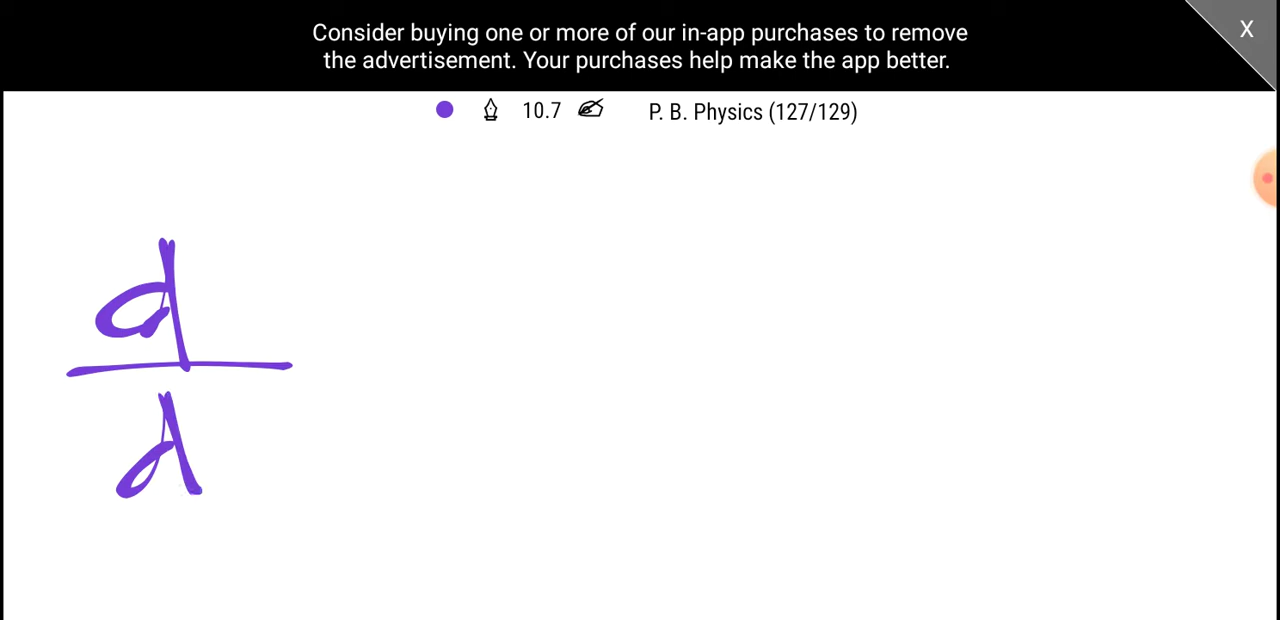 Consider buying one or more of our in-app purchases to remove
the advertisement. Your purchases help make the app better.
X
10.7
P. B. Physics (127/129)
d
d